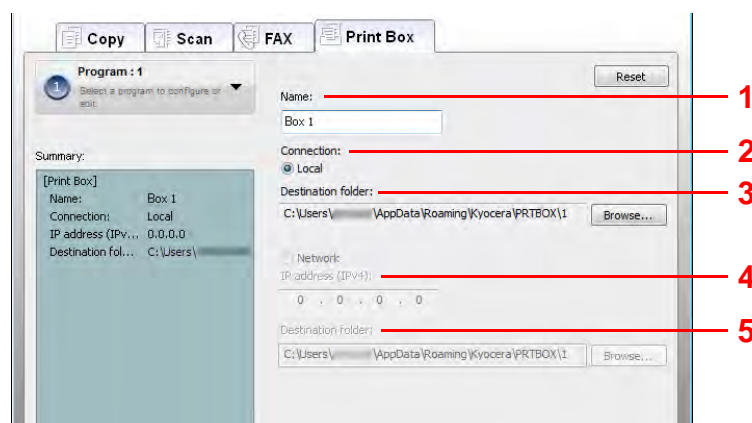 Copy Scan FAX Print Box
Program : 1
1
Select a program to configure or
edit.
Reset
Name:
1
Box 1
Connection:
2
Local
Destination folder:
3
C:\Users\ \AppData\Roaming\Kyocera\PRTBOX\1 Browse...
Network
IP address (IPv4):
4
0 . 0 . 0 . 0
Destination folder:
5
C:\Users\ \AppData\Roaming\Kyocera\PRTBOX\1 Browse...
Summary:
[Print Box]
Name: Box 1
Connection: Local
IP address (IPv... 0.0.0.0
Destination fol... C:\Users\